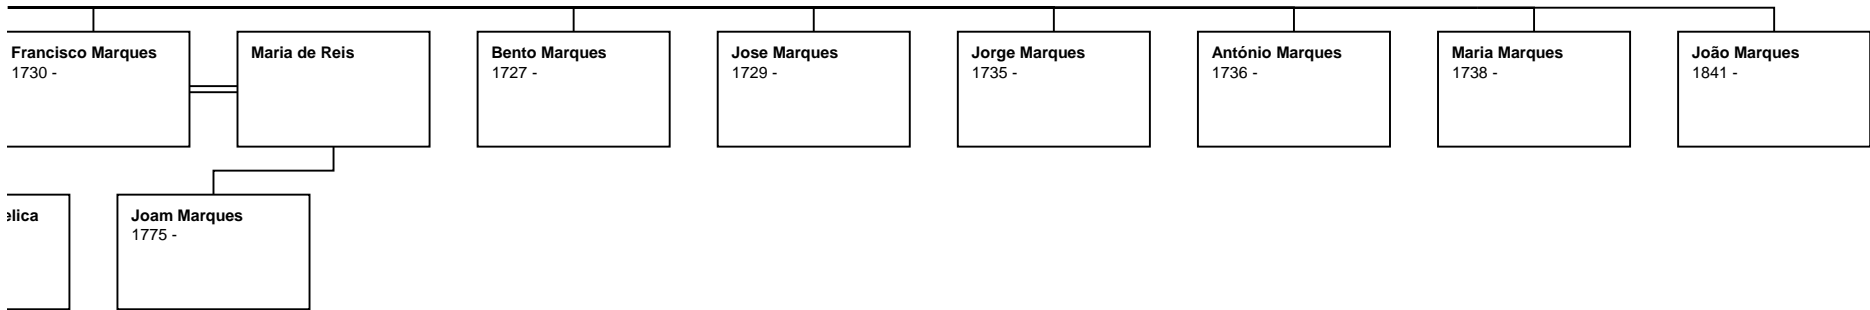 Francisco Marques
1730 -
Maria de Reis
Bento Marques
1727 -
Jose Marques
1729 -
Jorge Marques
1735 -
António Marques
1736 -
Maria Marques
1738 -
João Marques
1841 -
elica
Joam Marques
1775 -